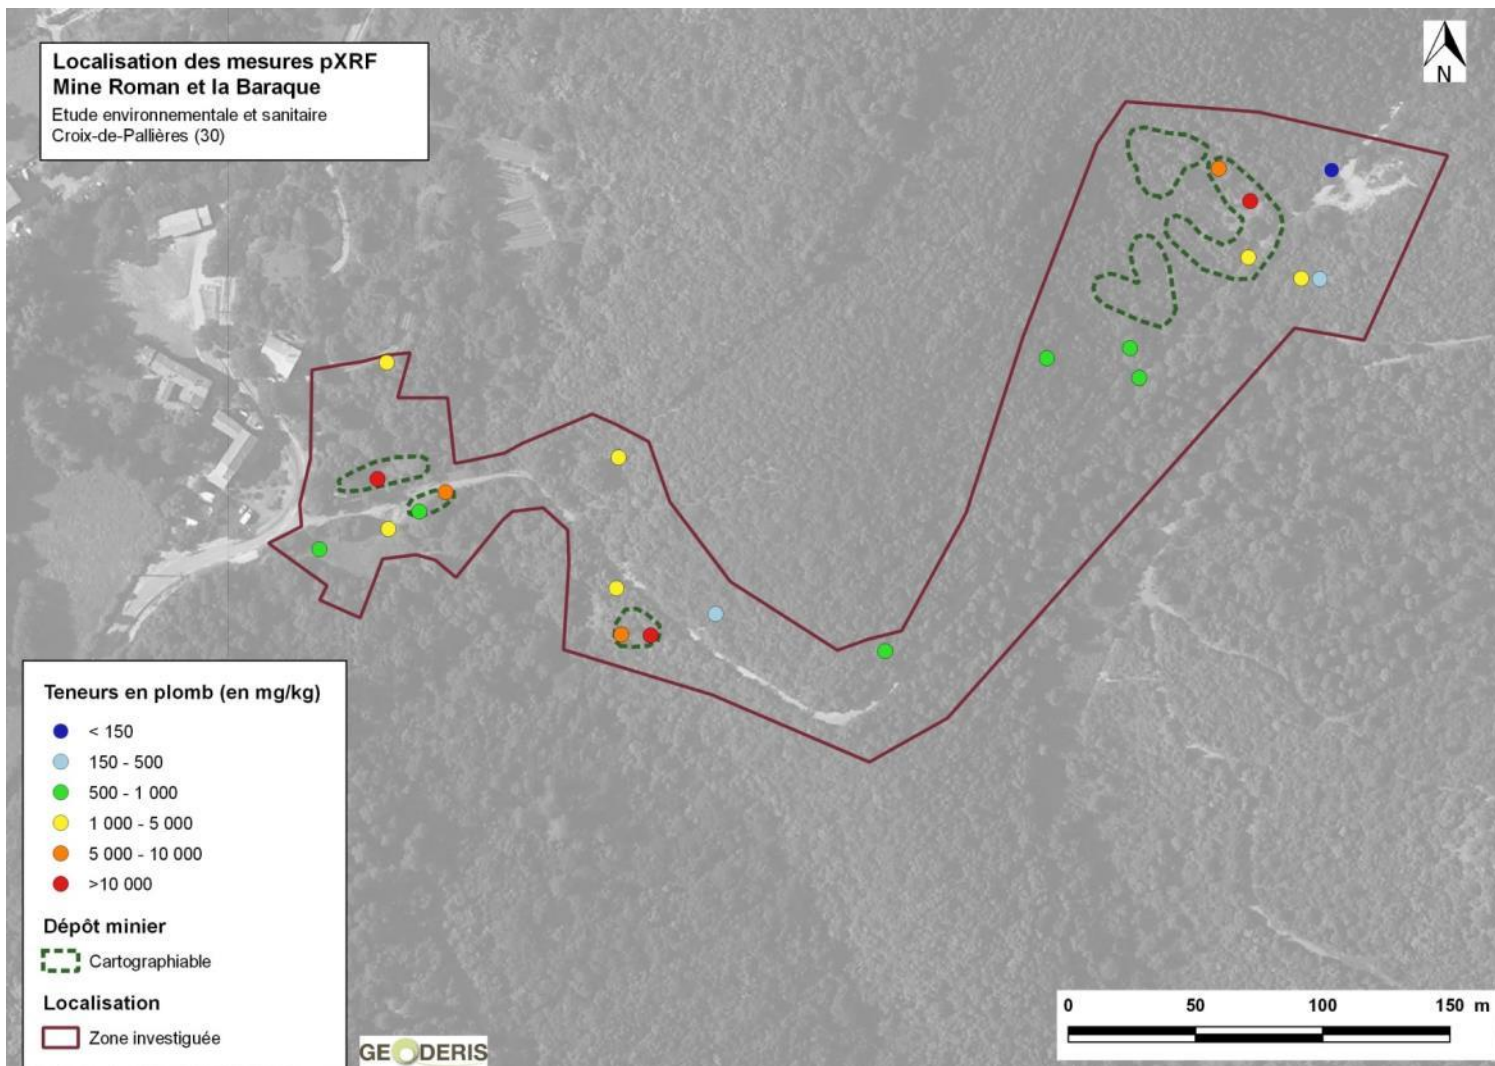 Localisation des mesures pXRF
Mine Roman et la Baraque
Etude environnementale et sanitaire
Croix-de-Pallières (30)
N
Teneurs en plomb (en mg/kg)
< 150
150 - 500
500 - 1 000
1 000 - 5 000
5 000 - 10 000
>10 000
Dépôt minier
Cartographiable
Localisation
Zone investiguée
GEODERIS
0 50 100 150 m